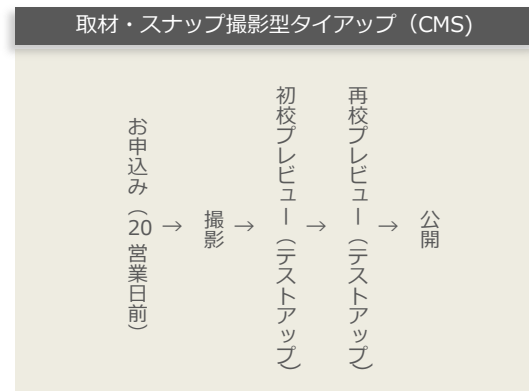 取材・スナップ撮影型タイアップ（CMS)
お申込み（20営業日前）
→
撮影
→
初校プレビュー（テストアップ）
→
再校プレビュー（テストアップ）
→
公開